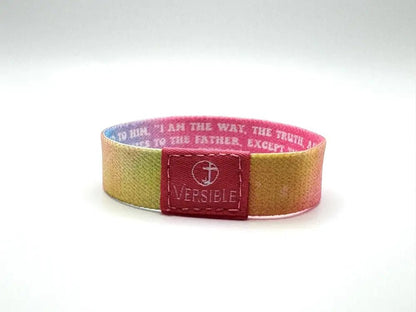 TO HIM, "I AM THE WAY, THE TRUTH, A
TO THE FATHER, EXCEPT
VERSIBLE